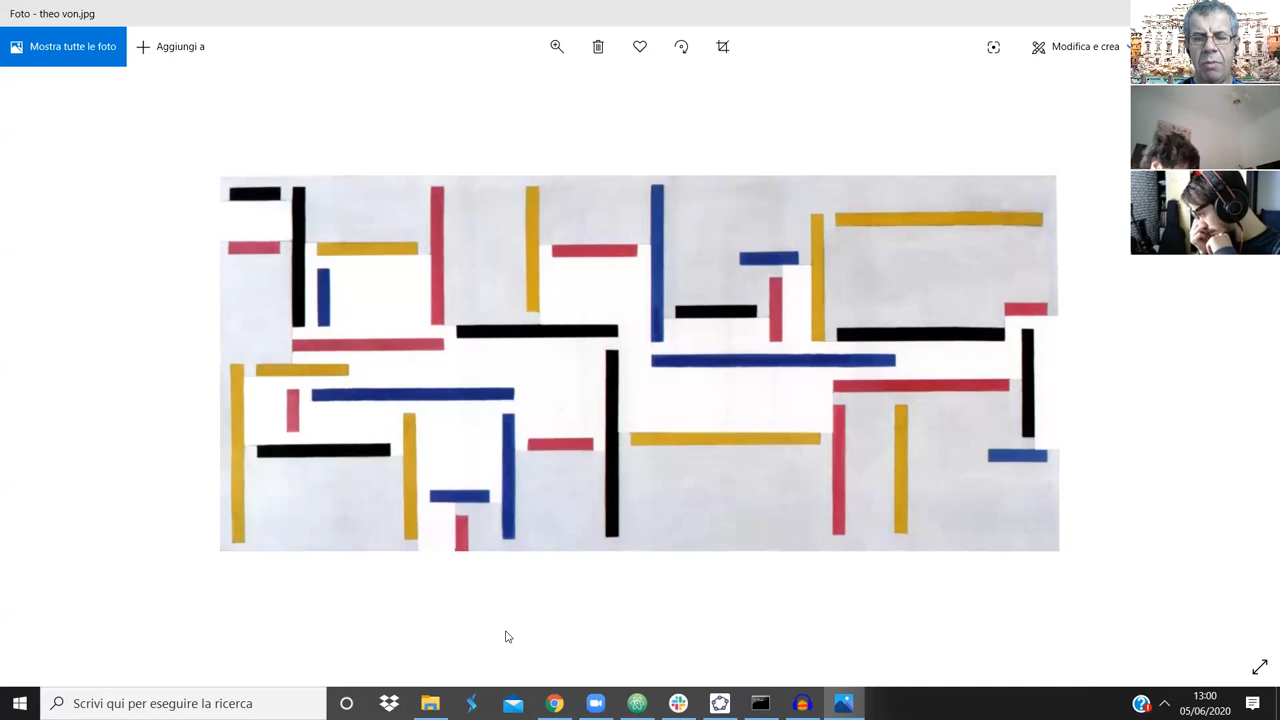 Foto - theo von.jpg
Mostra tutte le foto
Aggiungi a
Modifica e crea
Scrivi qui per eseguire la ricerca
13:00
05/06/2020